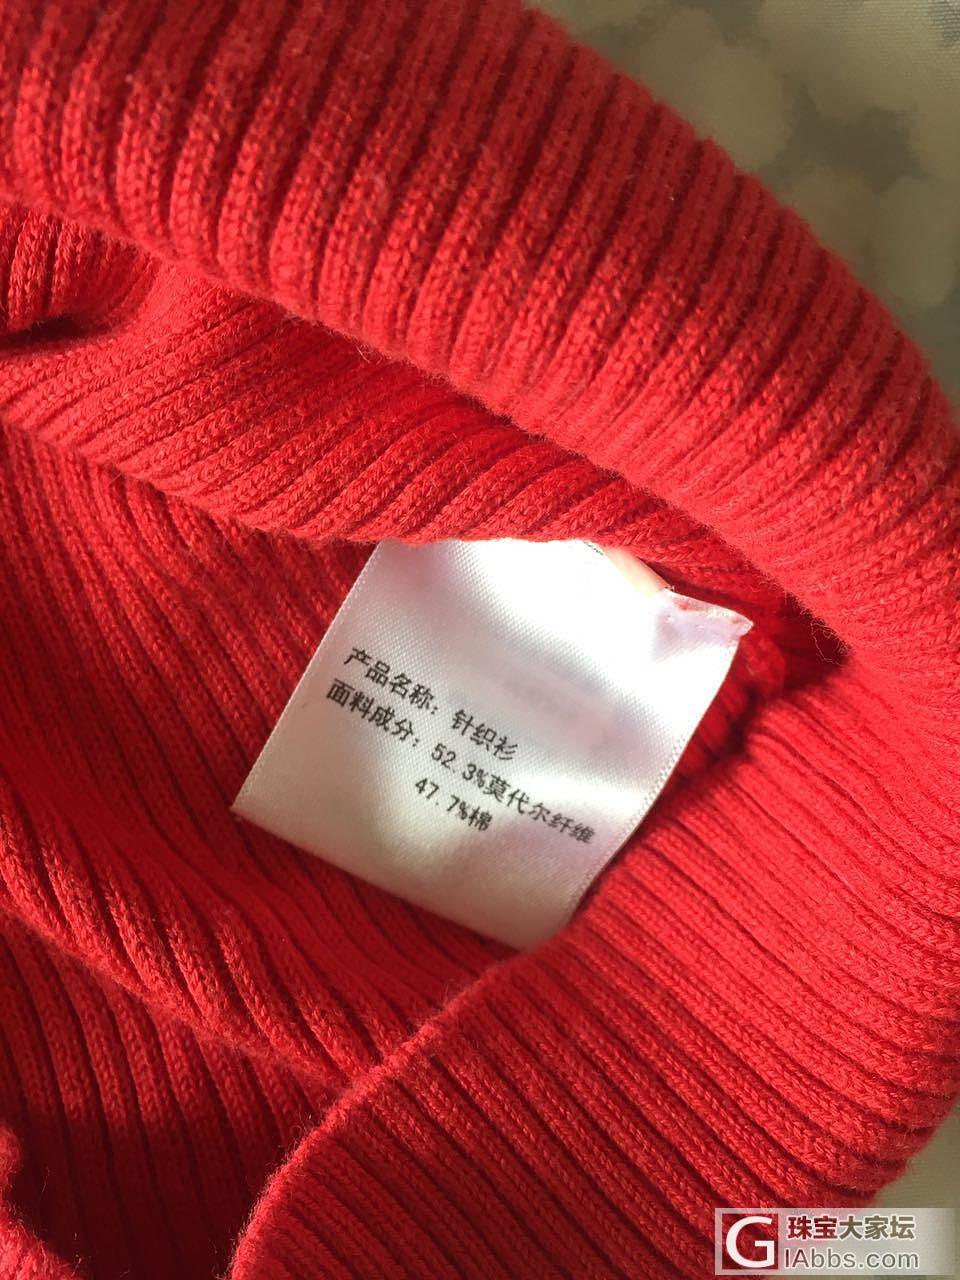 产品名称：针织衫
面料成分：52.3%莫代尔纤维
47.7%棉
G 珠宝大家坛
GIAbbs.com